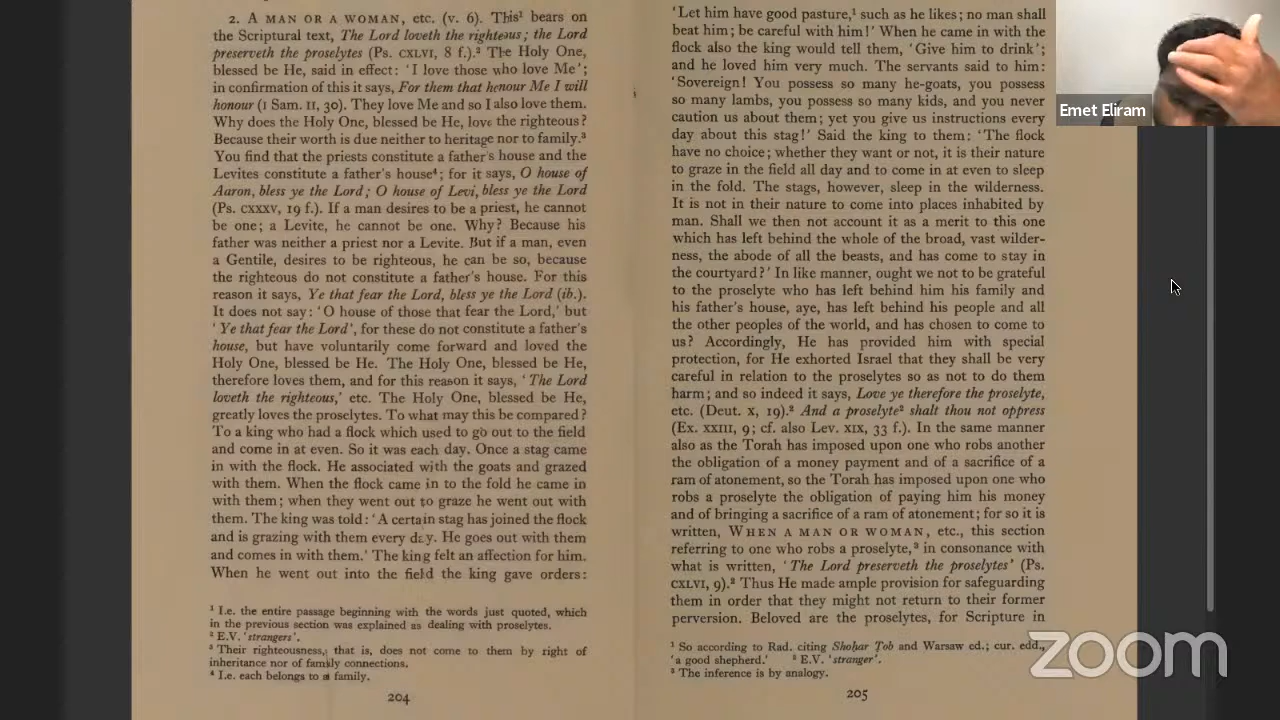 2. A MAN OR A WOMAN, etc. (v. 6). This¹ bears on
the Scriptural text, The Lord loveth the righteous; the Lord
preserveth the proselytes (Ps. CXLVI, 8 f.).² The Holy One,
blessed be He, said in effect: 'I love those who love Me';
in confirmation of this it says, For them that honour Me I will
honour (1 Sam. II, 30). They love Me and so I also love them.
Why does the Holy One, blessed be He, love the righteous?
Because their worth is due neither to heritage nor to family.³
You find that the priests constitute a father's house and the
Levites constitute a father's house⁴; for it says, O house of
Aaron, bless ye the Lord; O house of Levi, bless ye the Lord
(Ps. CXXXV, 19 f.). If a man desires to be a priest, he cannot
be one; a Levite, he cannot be one. Why? Because his
father was neither a priest nor a Levite. But if a man, even
a Gentile, desires to be righteous, he can be so, because
the righteous do not constitute a father's house. For this
reason it says, Ye that fear the Lord, bless ye the Lord (ib.).
It does not say: 'O house of those that fear the Lord,' but
'Ye that fear the Lord', for these do not constitute a father's
house, but have voluntarily come forward and loved the
Holy One, blessed be He. The Holy One, blessed be He,
therefore loves them, and for this reason it says, 'The Lord
loveth the righteous,' etc. The Holy One, blessed be He,
greatly loves the proselytes. To what may this be compared?
To a king who had a flock which used to go out to the field
and come in at even. So it was each day. Once a stag came
in with the flock. He associated with the goats and grazed
with them. When the flock came in to the fold he came in
with them; when they went out to graze he went out with
them. The king was told: 'A certain stag has joined the flock
and is grazing with them every day. He goes out with them
and comes in with them.' The king felt an affection for him.
When he went out into the field the king gave orders:
¹ I.e. the entire passage beginning with the words just quoted, which
in the previous section was explained as dealing with proselytes.
² E.V. 'strangers'.
³ Their righteousness, that is, does not come to them by right of
inheritance nor of family connections.
⁴ I.e. each belongs to a family.
204
'Let him have good pasture,¹ such as he likes; no man shall
beat him; be careful with him!' When he came in with the
flock also the king would tell them, 'Give him to drink';
and he loved him very much. The servants said to him:
'Sovereign! You possess so many he-goats, you possess
so many lambs, you possess so many kids, and you never
caution us about them; yet you give us instructions every
day about this stag!' Said the king to them: 'The flock
have no choice; whether they want or not, it is their nature
to graze in the field all day and to come in at even to sleep
in the fold. The stags, however, sleep in the wilderness.
It is not in their nature to come into places inhabited by
man. Shall we then not account it as a merit to this one
which has left behind the whole of the broad, vast wilder-
ness, the abode of all the beasts, and has come to stay in
the courtyard?' In like manner, ought we not to be grateful
to the proselyte who has left behind him his family and
his father's house, aye, has left behind his people and all
the other peoples of the world, and has chosen to come to
us? Accordingly, He has provided him with special
protection, for He exhorted Israel that they shall be very
careful in relation to the proselytes so as not to do them
harm; and so indeed it says, Love ye therefore the proselyte,
etc. (Deut. X, 19).² And a proselyte² shalt thou not oppress
(Ex. XXIII, 9; cf. also Lev. XIX, 33 f.). In the same manner
also as the Torah has imposed upon one who robs another
the obligation of a money payment and of a sacrifice of a
ram of atonement, so the Torah has imposed upon one who
robs a proselyte the obligation of paying him his money
and of bringing a sacrifice of a ram of atonement; for so it is
written, WHEN A MAN OR WOMAN, etc., this section
referring to one who robs a proselyte,³ in consonance with
what is written, 'The Lord preserveth the proselytes' (Ps.
CXLVI, 9).² Thus He made ample provision for safeguarding
them in order that they might not return to their former
perversion. Beloved are the proselytes, for Scripture in
¹ So according to Rad. citing Shoḥar Ṭob and Warsaw ed.; cur. edd.,
'a good shepherd.' ² E.V. 'stranger'.
³ The inference is by analogy.
205
Emet Eliram
zoom